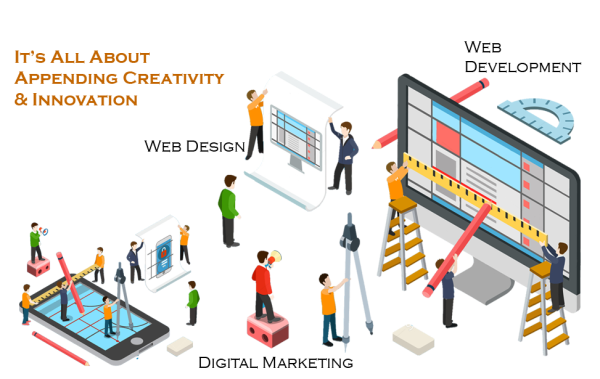 It's All About
Appending Creativity
& Innovation
Web
Development
Web Design
Digital Marketing